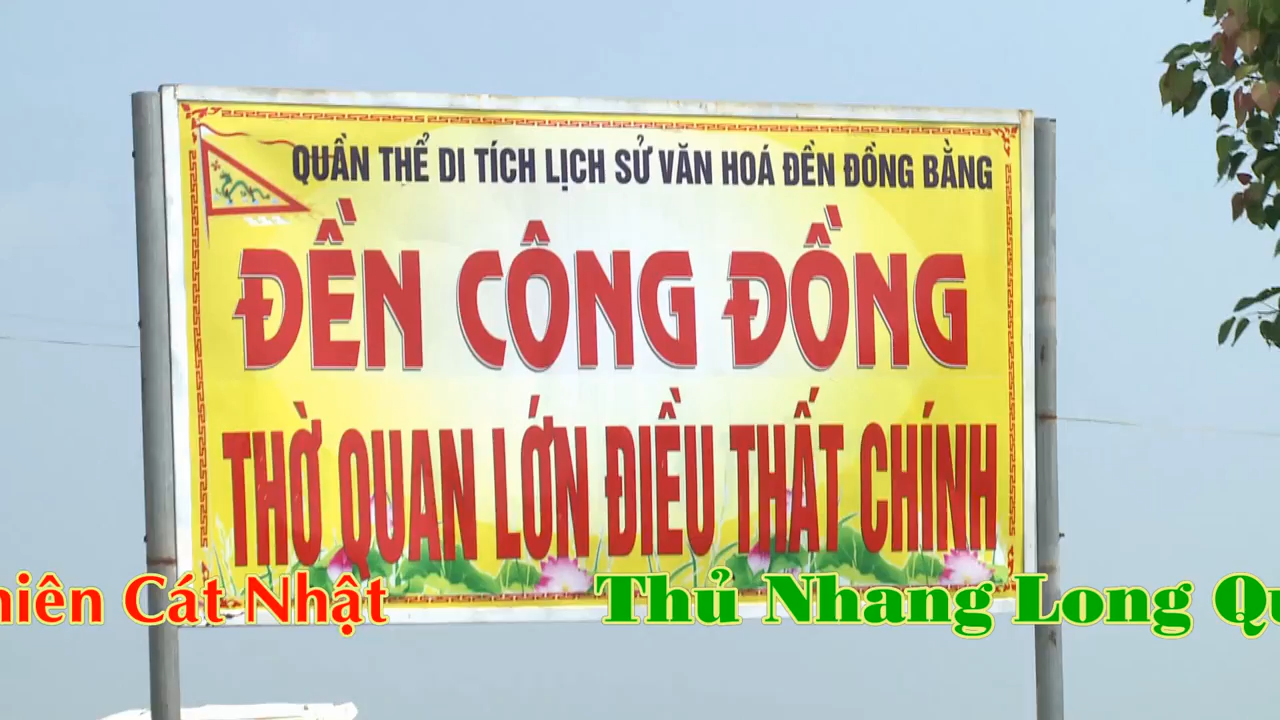 QUẦN THỂ DI TÍCH LỊCH SỬ VĂN HOÁ ĐỀN ĐỒNG BẰNG
ĐỀN CÔNG ĐỒNG
THỜ QUAN LỚN ĐIỀU THẤT CHÍNH
Cát Nhật Thủ Nhang Long